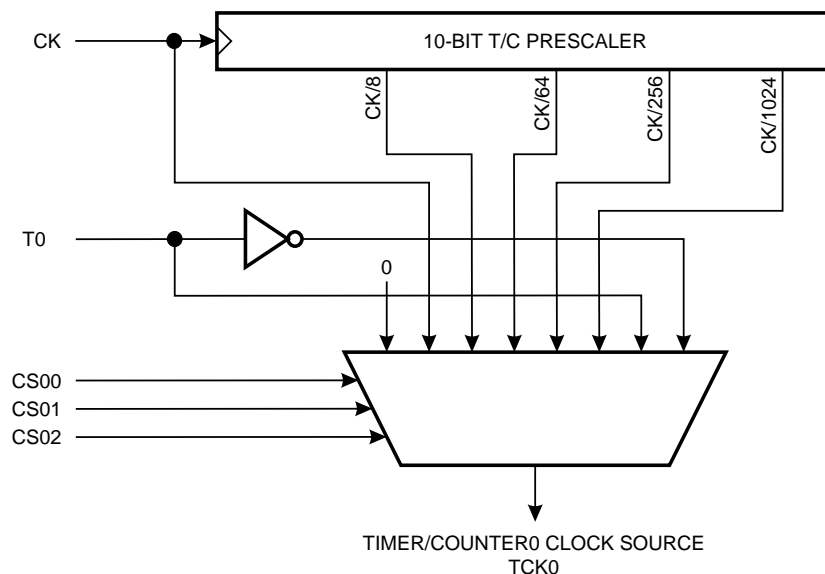 CK
10-BIT T/C PRESCALER
CK/8
CK/64
CK/256
CK/1024
T0
0
CS00
CS01
CS02
TIMER/COUNTER0 CLOCK SOURCE
TCK0